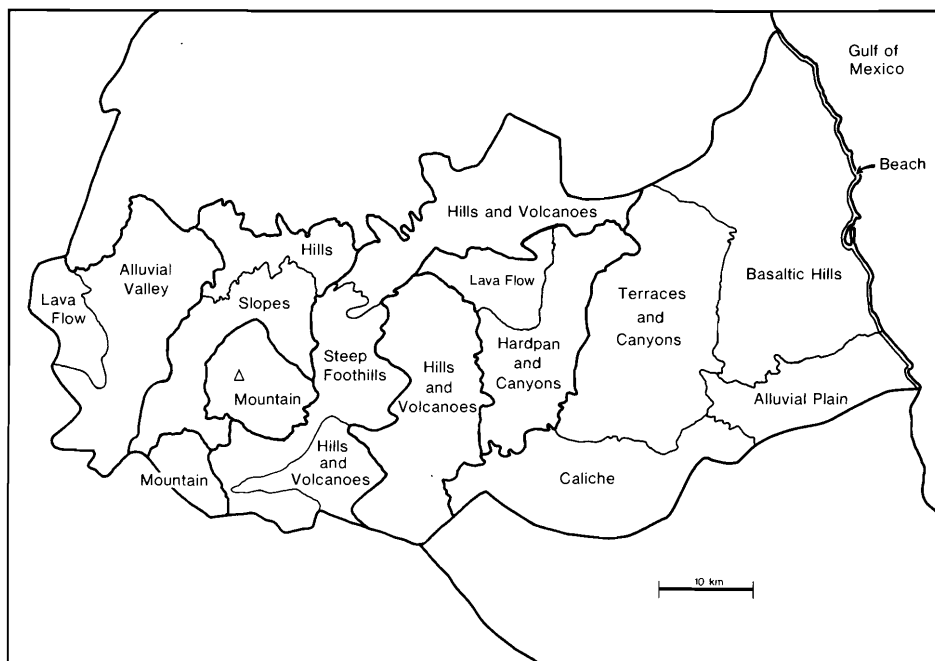 Gulf of
Mexico
Beach
Hills and Volcanoes
Hills
Alluvial
Valley
Basaltic Hills
Lava
Flow
Slopes
Lava Flow
Terraces
and
Canyons
Steep
Foothills
Hardpan
and
Canyons
Hills
and
Volcanoes
Mountain
Alluvial Plain
Hills
and
Volcanoes
Mountain
Caliche
10 km